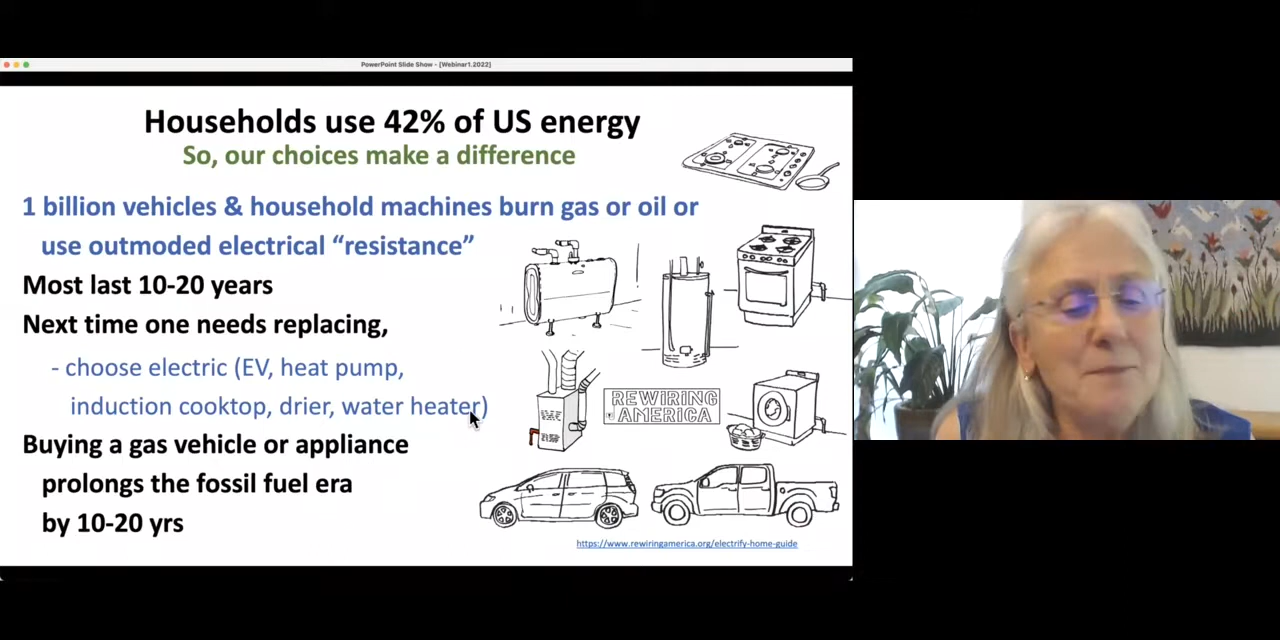 PowerPoint Slide Show - [Webinar1.2022]
Households use 42% of US energy
So, our choices make a difference
1 billion vehicles & household machines burn gas or oil or
use outmoded electrical “resistance”
Most last 10-20 years
Next time one needs replacing,
- choose electric (EV, heat pump,
induction cooktop, drier, water heater)
Buying a gas vehicle or appliance
prolongs the fossil fuel era
by 10-20 yrs
REWIRING
AMERICA
https://www.rewiringamerica.org/electrify-home-guide